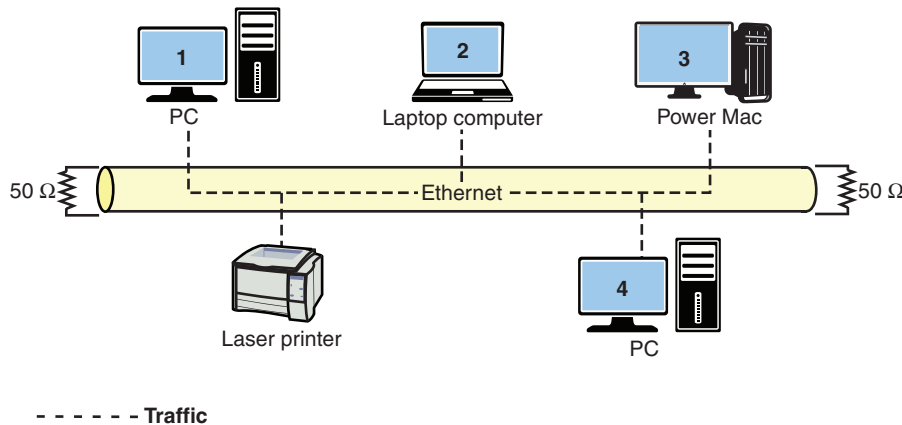 1
2
3
PC
Laptop computer
Power Mac
50 Ω
Ethernet
50 Ω
4
Laser printer
PC
Traffic